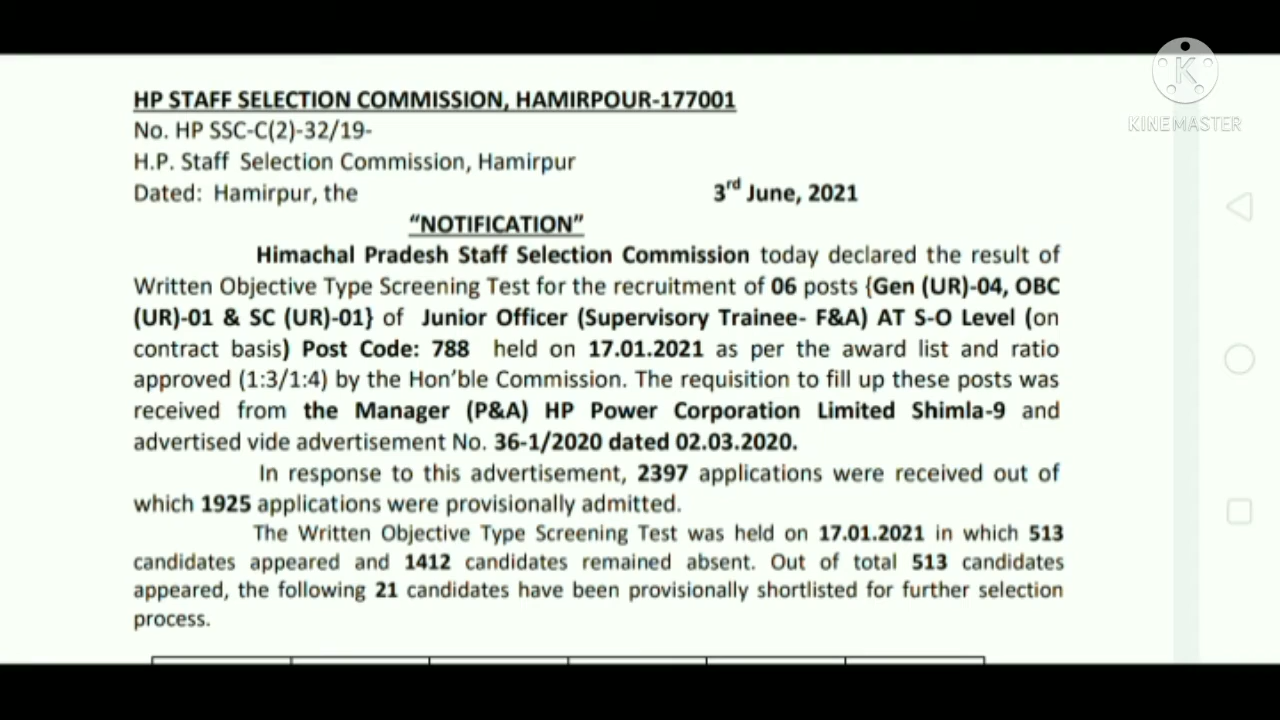 HP STAFF SELECTION COMMISSION, HAMIRPOUR-177001
No. HP SSC-C(2)-32/19-
H.P. Staff Selection Commission, Hamirpur
Dated: Hamirpur, the 3rd June, 2021
“NOTIFICATION”
Himachal Pradesh Staff Selection Commission today declared the result of
Written Objective Type Screening Test for the recruitment of 06 posts {Gen (UR)-04, OBC
(UR)-01 & SC (UR)-01} of Junior Officer (Supervisory Trainee- F&A) AT S-O Level (on
contract basis) Post Code: 788 held on 17.01.2021 as per the award list and ratio
approved (1:3/1:4) by the Hon’ble Commission. The requisition to fill up these posts was
received from the Manager (P&A) HP Power Corporation Limited Shimla-9 and
advertised vide advertisement No. 36-1/2020 dated 02.03.2020.
In response to this advertisement, 2397 applications were received out of
which 1925 applications were provisionally admitted.
The Written Objective Type Screening Test was held on 17.01.2021 in which 513
candidates appeared and 1412 candidates remained absent. Out of total 513 candidates
appeared, the following 21 candidates have been provisionally shortlisted for further selection
process.
K
KINEMASTER